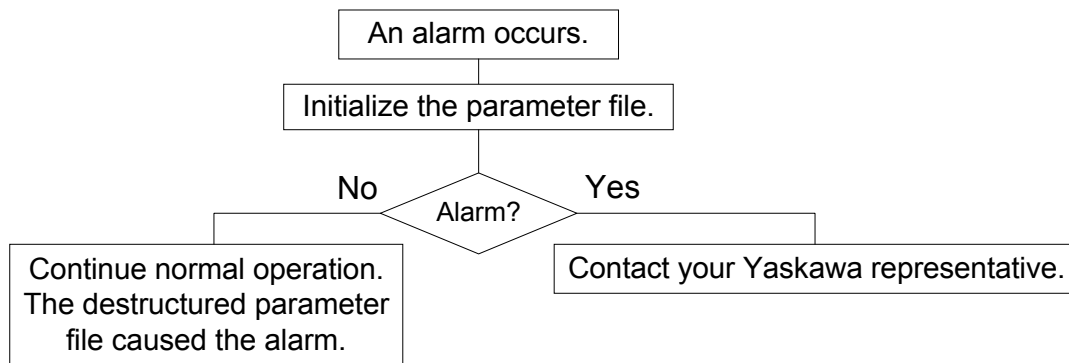 An alarm occurs.
Initialize the parameter file.
No
Yes
Alarm?
Continue normal operation.
The destructured parameter
file caused the alarm.
Contact your Yaskawa representative.